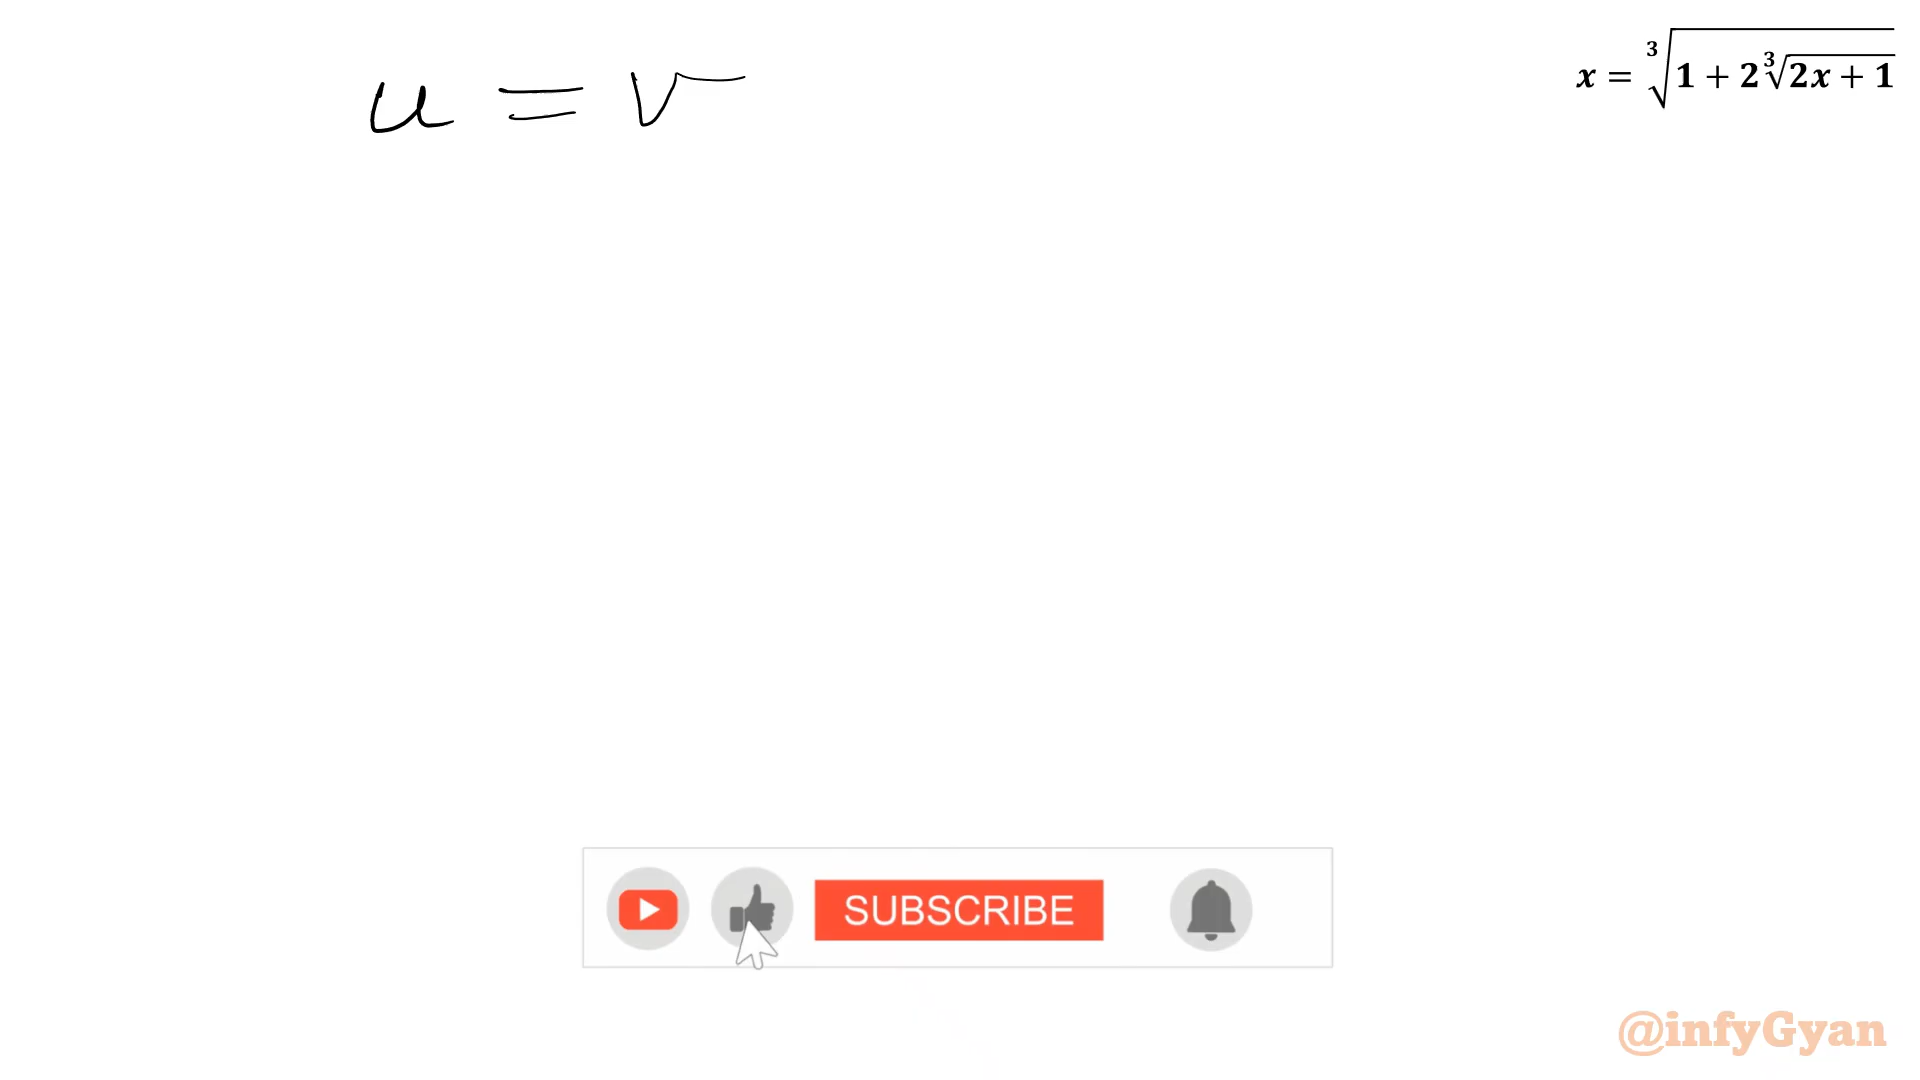 u = v
x = ∛(1 + 2∛(2x + 1))
SUBSCRIBE
@infyGyan